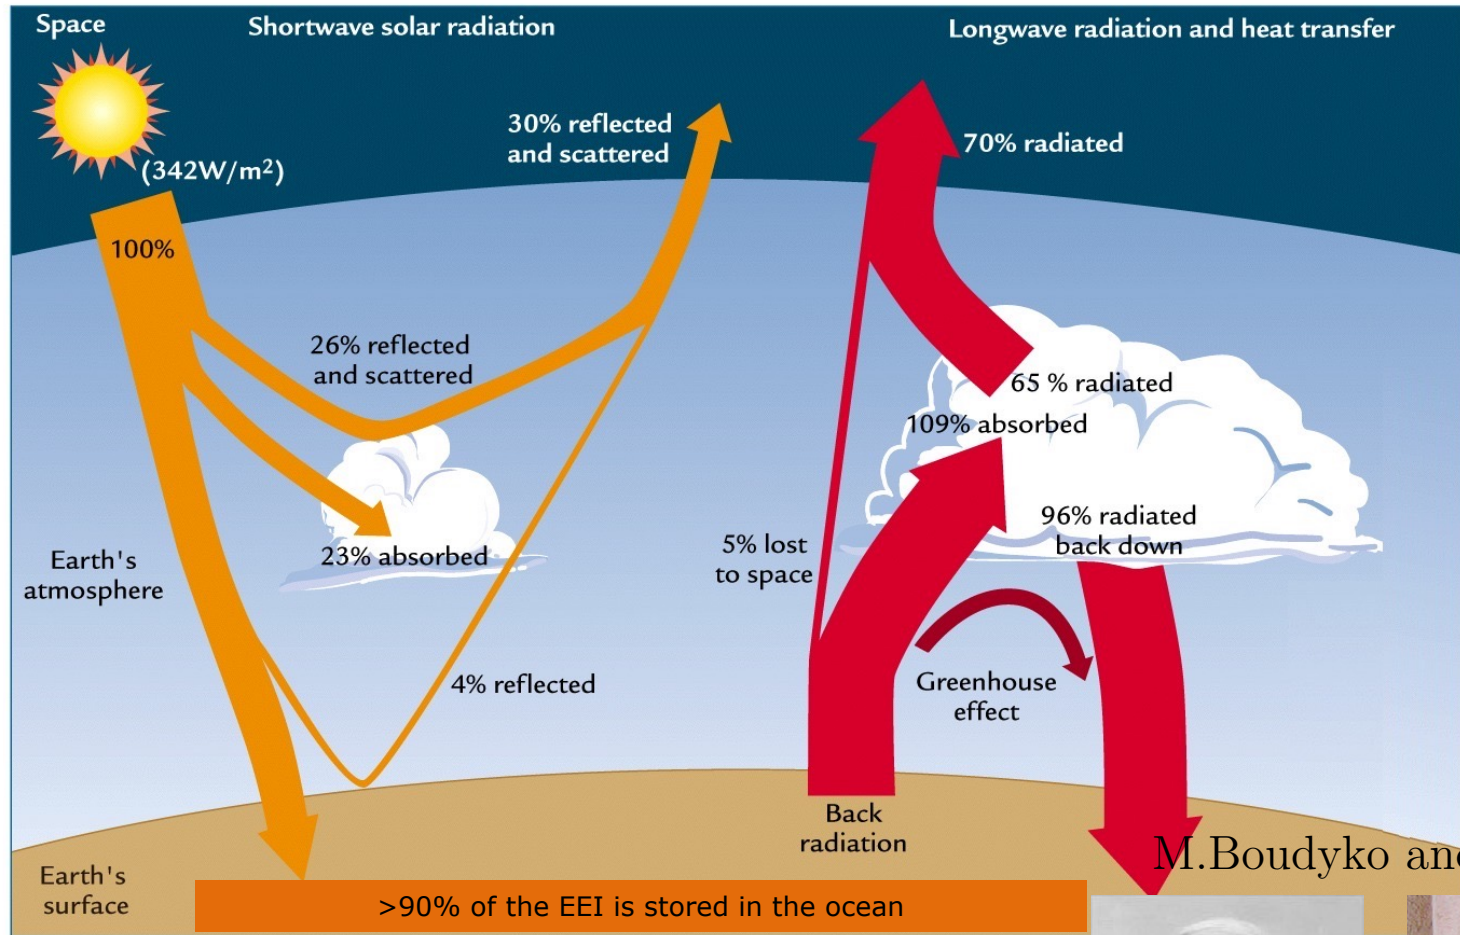 Space
Shortwave solar radiation
Longwave radiation and heat transfer
(342W/m²)
100%
30% reflected
and scattered
70% radiated
26% reflected
and scattered
23% absorbed
65 % radiated
109% absorbed
96% radiated
back down
5% lost
to space
Earth's
atmosphere
4% reflected
Greenhouse
effect
Back
radiation
Earth's
surface
>90% of the EEI is stored in the ocean
M.Boudyko